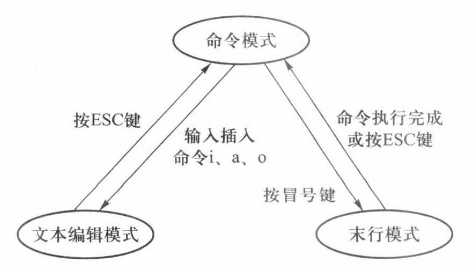 命令模式
按ESC键
输入插入
命令i、a、o
命令执行完成
或按ESC键
按冒号键
文本编辑模式
末行模式